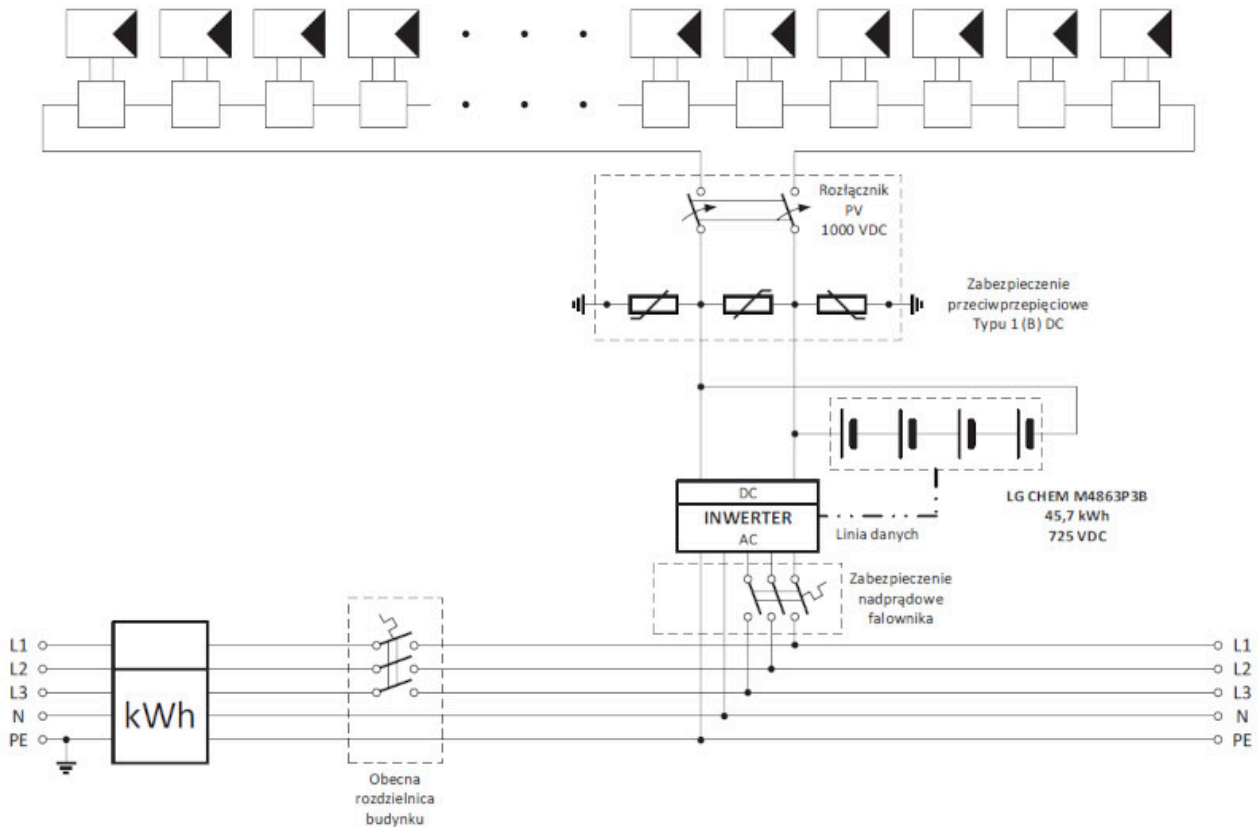 Rozłącznik
PV
1000 VDC
Zabezpieczenie
przeciwprzepięciowe
Typu 1 (B) DC
DC
INWERTER
AC
Linia danych
LG CHEM M4863P3B
45,7 kWh
725 VDC
Zabezpieczenie
nadprądowe
falownika
L1
L2
L3
N
PE
kWh
L1
L2
L3
N
PE
Obecna
rozdzielnica
budynku